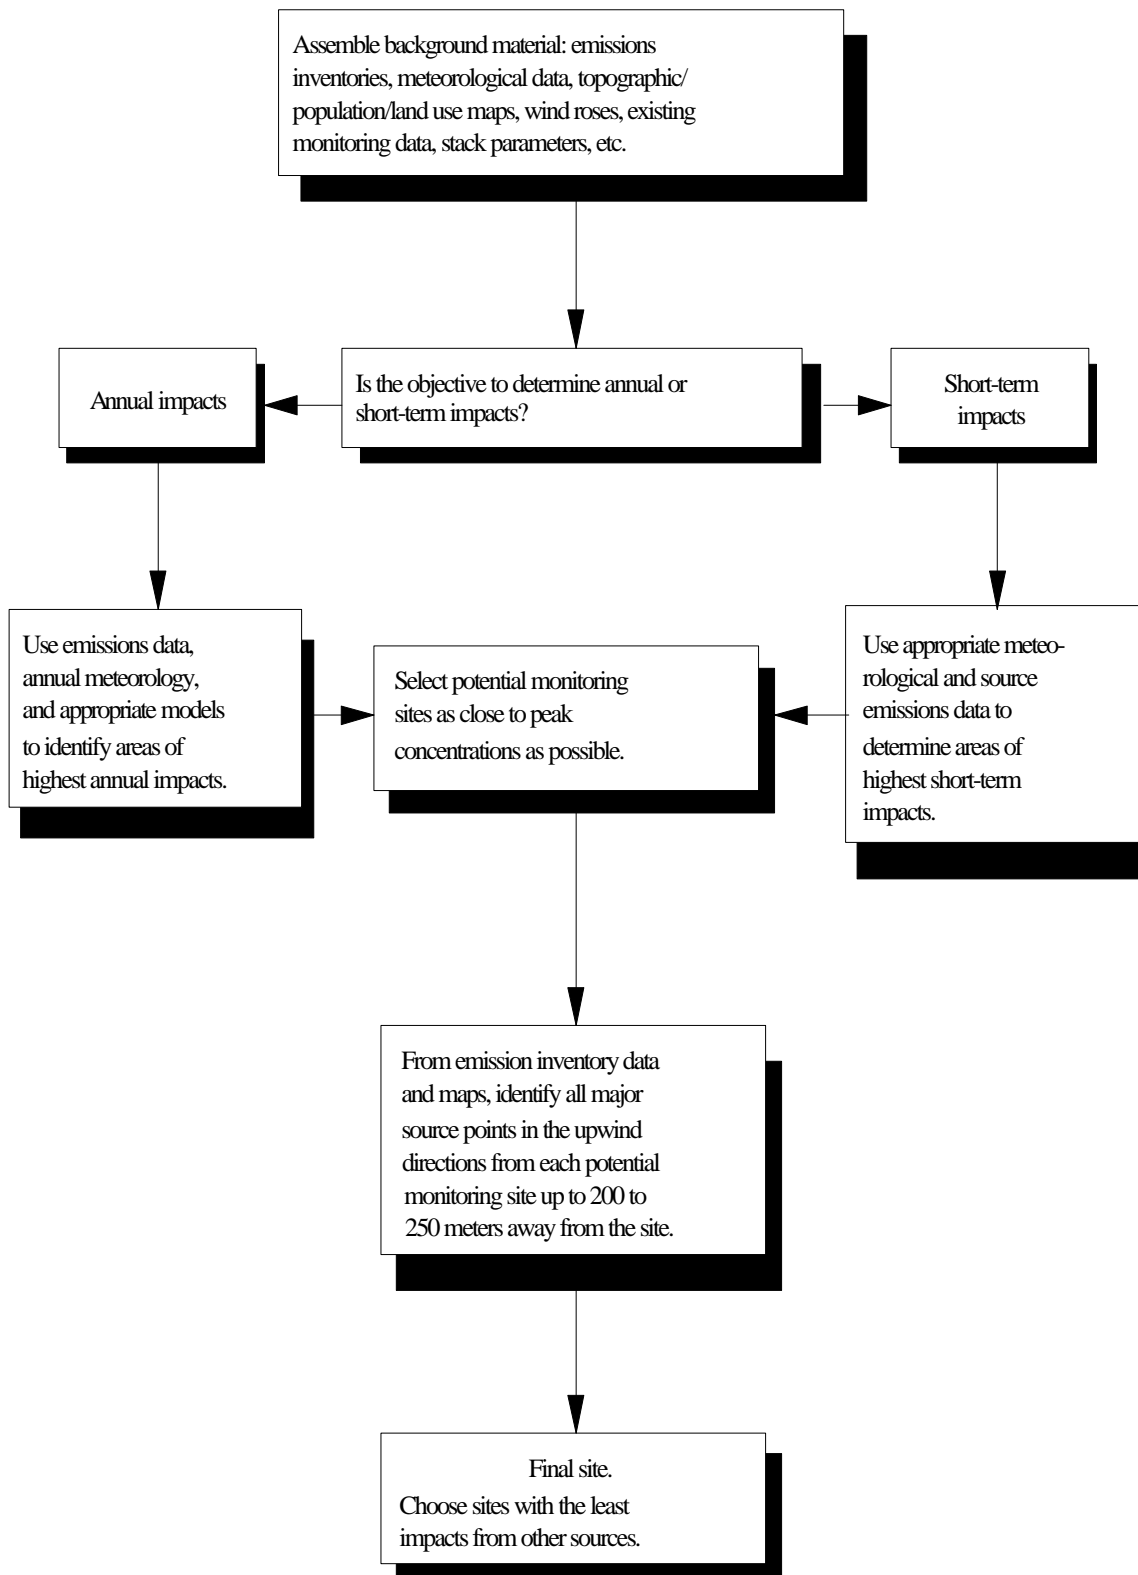 Assemble background material: emissions
inventories, meteorological data, topographic/
population/land use maps, wind roses, existing
monitoring data, stack parameters, etc.
Annual impacts
Is the objective to determine annual or
short-term impacts?
Short-term
impacts
Use emissions data,
annual meteorology,
and appropriate models
to identify areas of
highest annual impacts.
Select potential monitoring
sites as close to peak
concentrations as possible.
Use appropriate meteo-
rological and source
emissions data to
determine areas of
highest short-term
impacts.
From emission inventory data
and maps, identify all major
source points in the upwind
directions from each potential
monitoring site up to 200 to
250 meters away from the site.
Final site.
Choose sites with the least
impacts from other sources.